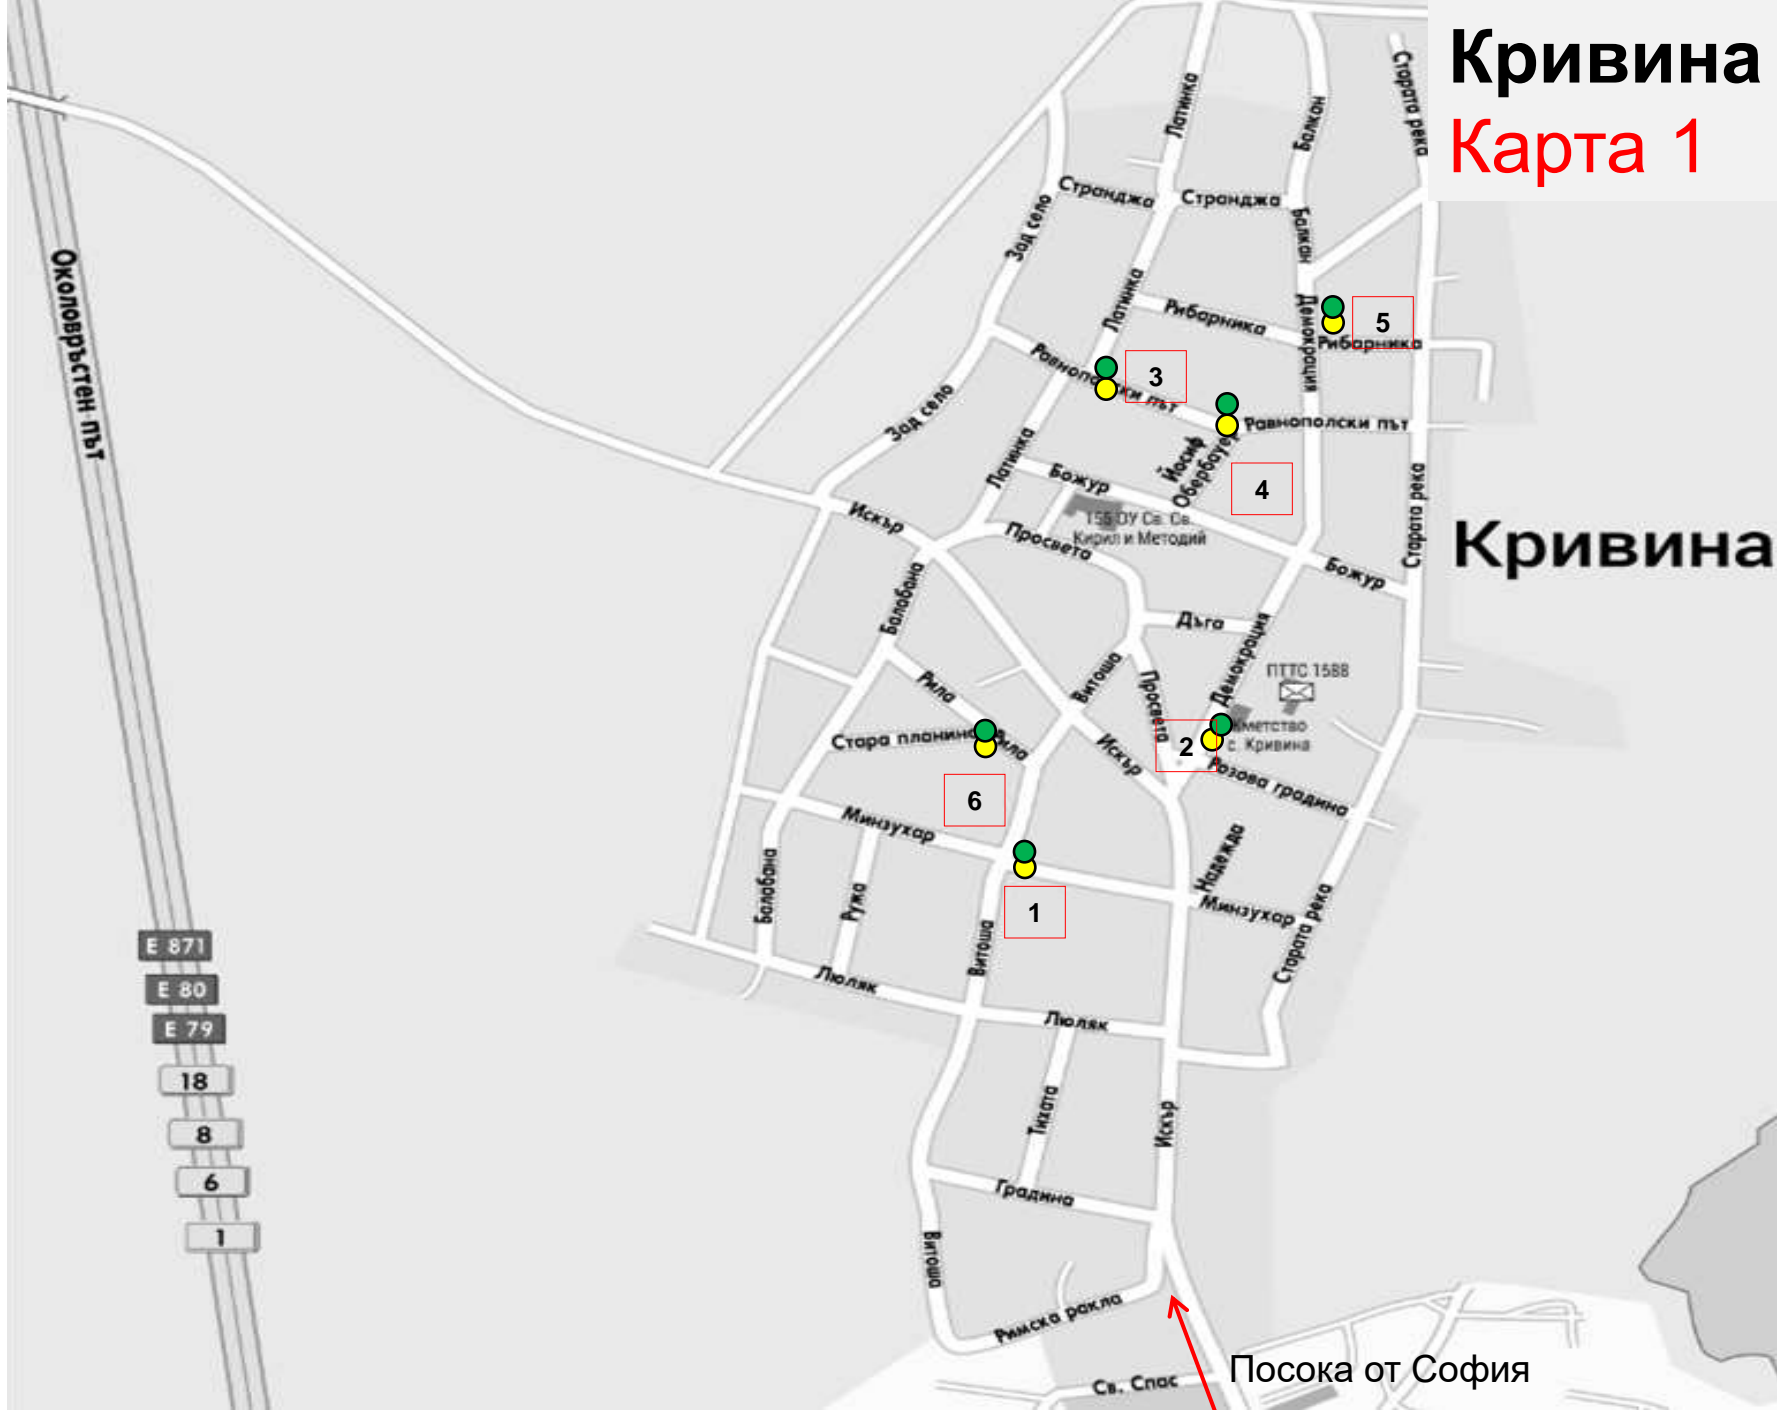 Кривина
Карта 1
Латинка
Балкан
Старата река
Странджа
Странджа
Зад село
Балкан
Околовръстен път
Латинка
Рибарника
Демокрация
5
Рибарника
Равнополски път
3
Зад село
Равнополски път
Латинка
Йосиф
Обербауер
Божур
4
Старата река
Искър
155 ОУ Св. Св.
Кирил и Методий
Просвета
Кривина
Божур
Балабана
Дъга
Демокрация
Витоша
ПТТС 1588
Рила
Просвета
Стара планина
Рила
Искър
2
кметство
с. Кривина
Розова градина
6
Минзухар
Надежда
Балабана
Ружа
1
Минзухар
Старата река
Витоша
E 871
Люляк
E 80
Люляк
E 79
18
Тихата
Искър
8
6
Градина
1
Витоша
Римска ракла
Посока от София
Св. Спас